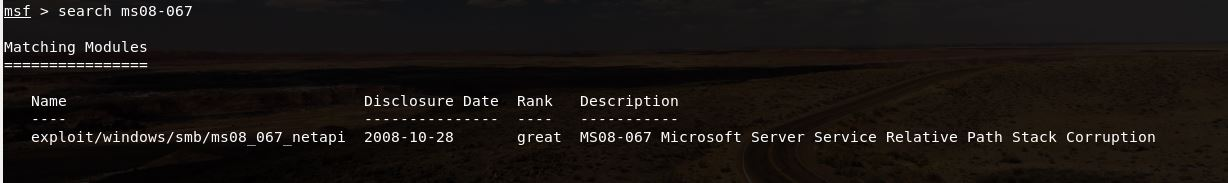 msf > search ms08-067
Matching Modules
================
Name Disclosure Date Rank Description
---- --------------- ---- -----------
exploit/windows/smb/ms08_067_netapi 2008-10-28 great MS08-067 Microsoft Server Service Relative Path Stack Corruption